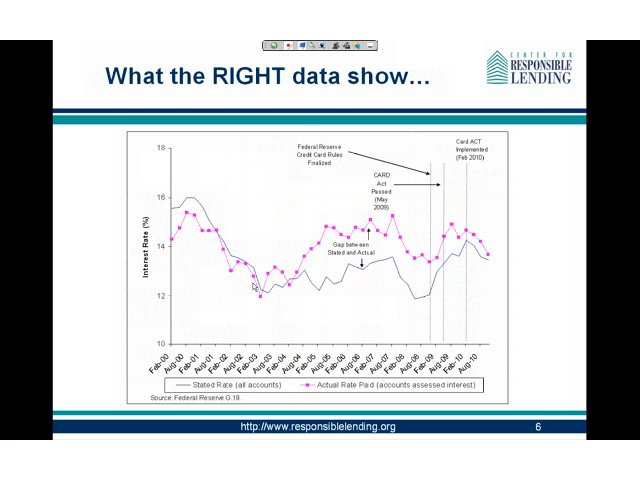 What the RIGHT data show…
CENTER FOR
RESPONSIBLE
LENDING
Federal Reserve
Credit Card Rules
Finalized
CARD
Act
Passed
(May
2009)
Card ACT
Implemented
(Feb 2010)
Gap between
Stated and Actual
Interest Rate (%)
18
16
14
12
10
Feb-00
Aug-00
Feb-01
Aug-01
Feb-02
Aug-02
Feb-03
Aug-03
Feb-04
Aug-04
Feb-05
Aug-05
Feb-06
Aug-06
Feb-07
Aug-07
Feb-08
Aug-08
Feb-09
Aug-09
Feb-10
Aug-10
Stated Rate (all accounts)
Actual Rate Paid (accounts assessed interest)
Source: Federal Reserve G.19.
http://www.responsiblelending.org
6